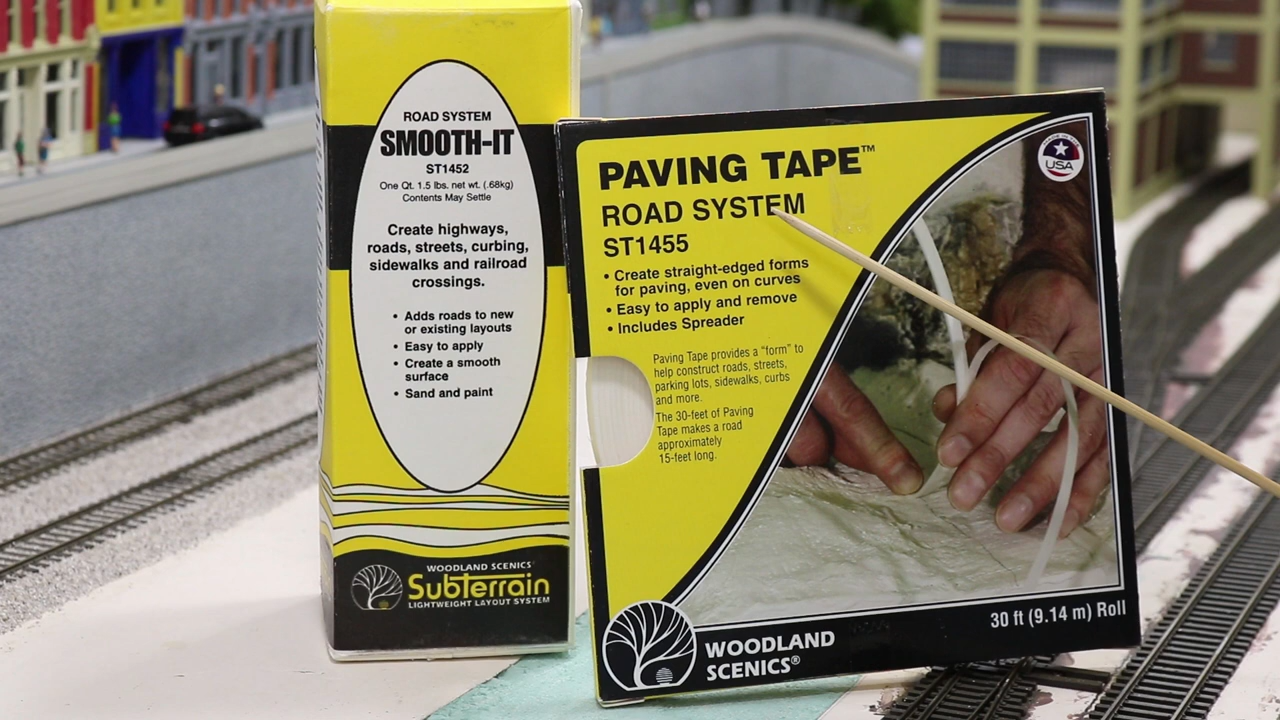 ROAD SYSTEM
SMOOTH-IT
ST1452
One Qt. 1.5 lbs. net wt. (.68kg)
Contents May Settle
Create highways,
roads, streets, curbing,
sidewalks and railroad
crossings.
• Adds roads to new
or existing layouts
• Easy to apply
• Create a smooth
surface
• Sand and paint
WOODLAND SCENICS®
SubTerrain
LIGHTWEIGHT LAYOUT SYSTEM™
PAVING TAPE™
ROAD SYSTEM
ST1455
• Create straight-edged forms
for paving, even on curves
• Easy to apply and remove
• Includes Spreader
Paving Tape provides a “form” to
help construct roads, streets,
parking lots, sidewalks, curbs
and more.
The 30-feet of Paving
Tape makes a road
approximately
15-feet long.
USA
30 ft (9.14 m) Roll
WOODLAND
SCENICS®